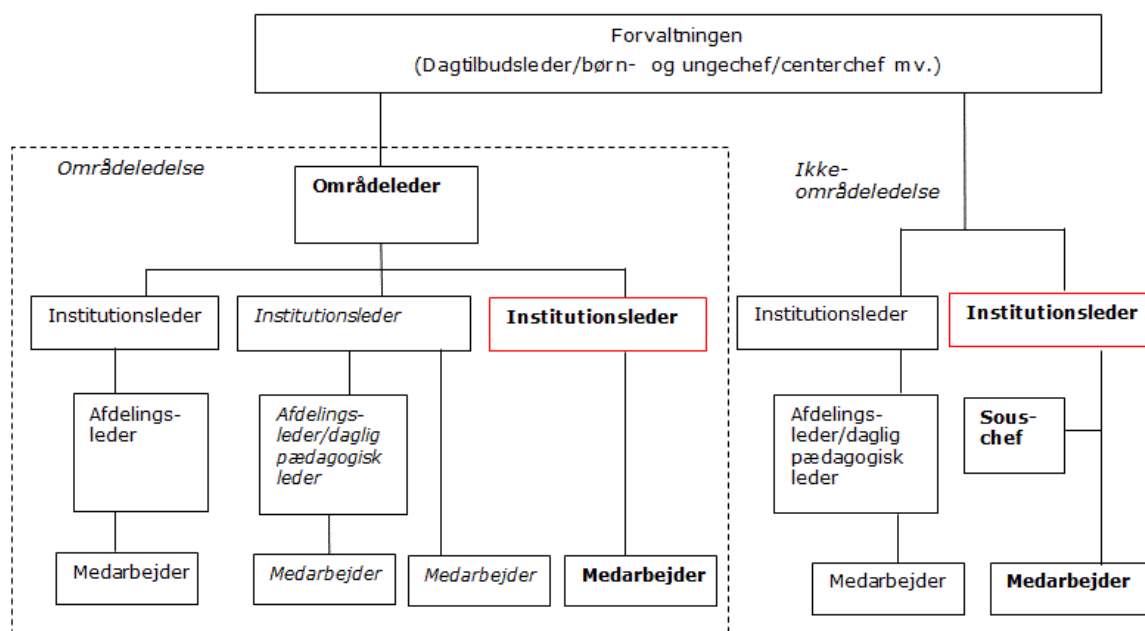 Forvaltningen
(Dagtilbudsleder/børn- og ungechef/centerchef mv.)
Områdeledelse
Områdeleder
Ikke-
områdeledelse
Institutionsleder
Institutionsleder
Institutionsleder
Institutionsleder
Institutionsleder
Afdelings-
leder
Afdelings-
leder/daglig
pædagogisk
leder
Afdelings-
leder/daglig
pædagogisk
leder
Sous-
chef
Medarbejder
Medarbejder
Medarbejder
Medarbejder
Medarbejder
Medarbejder